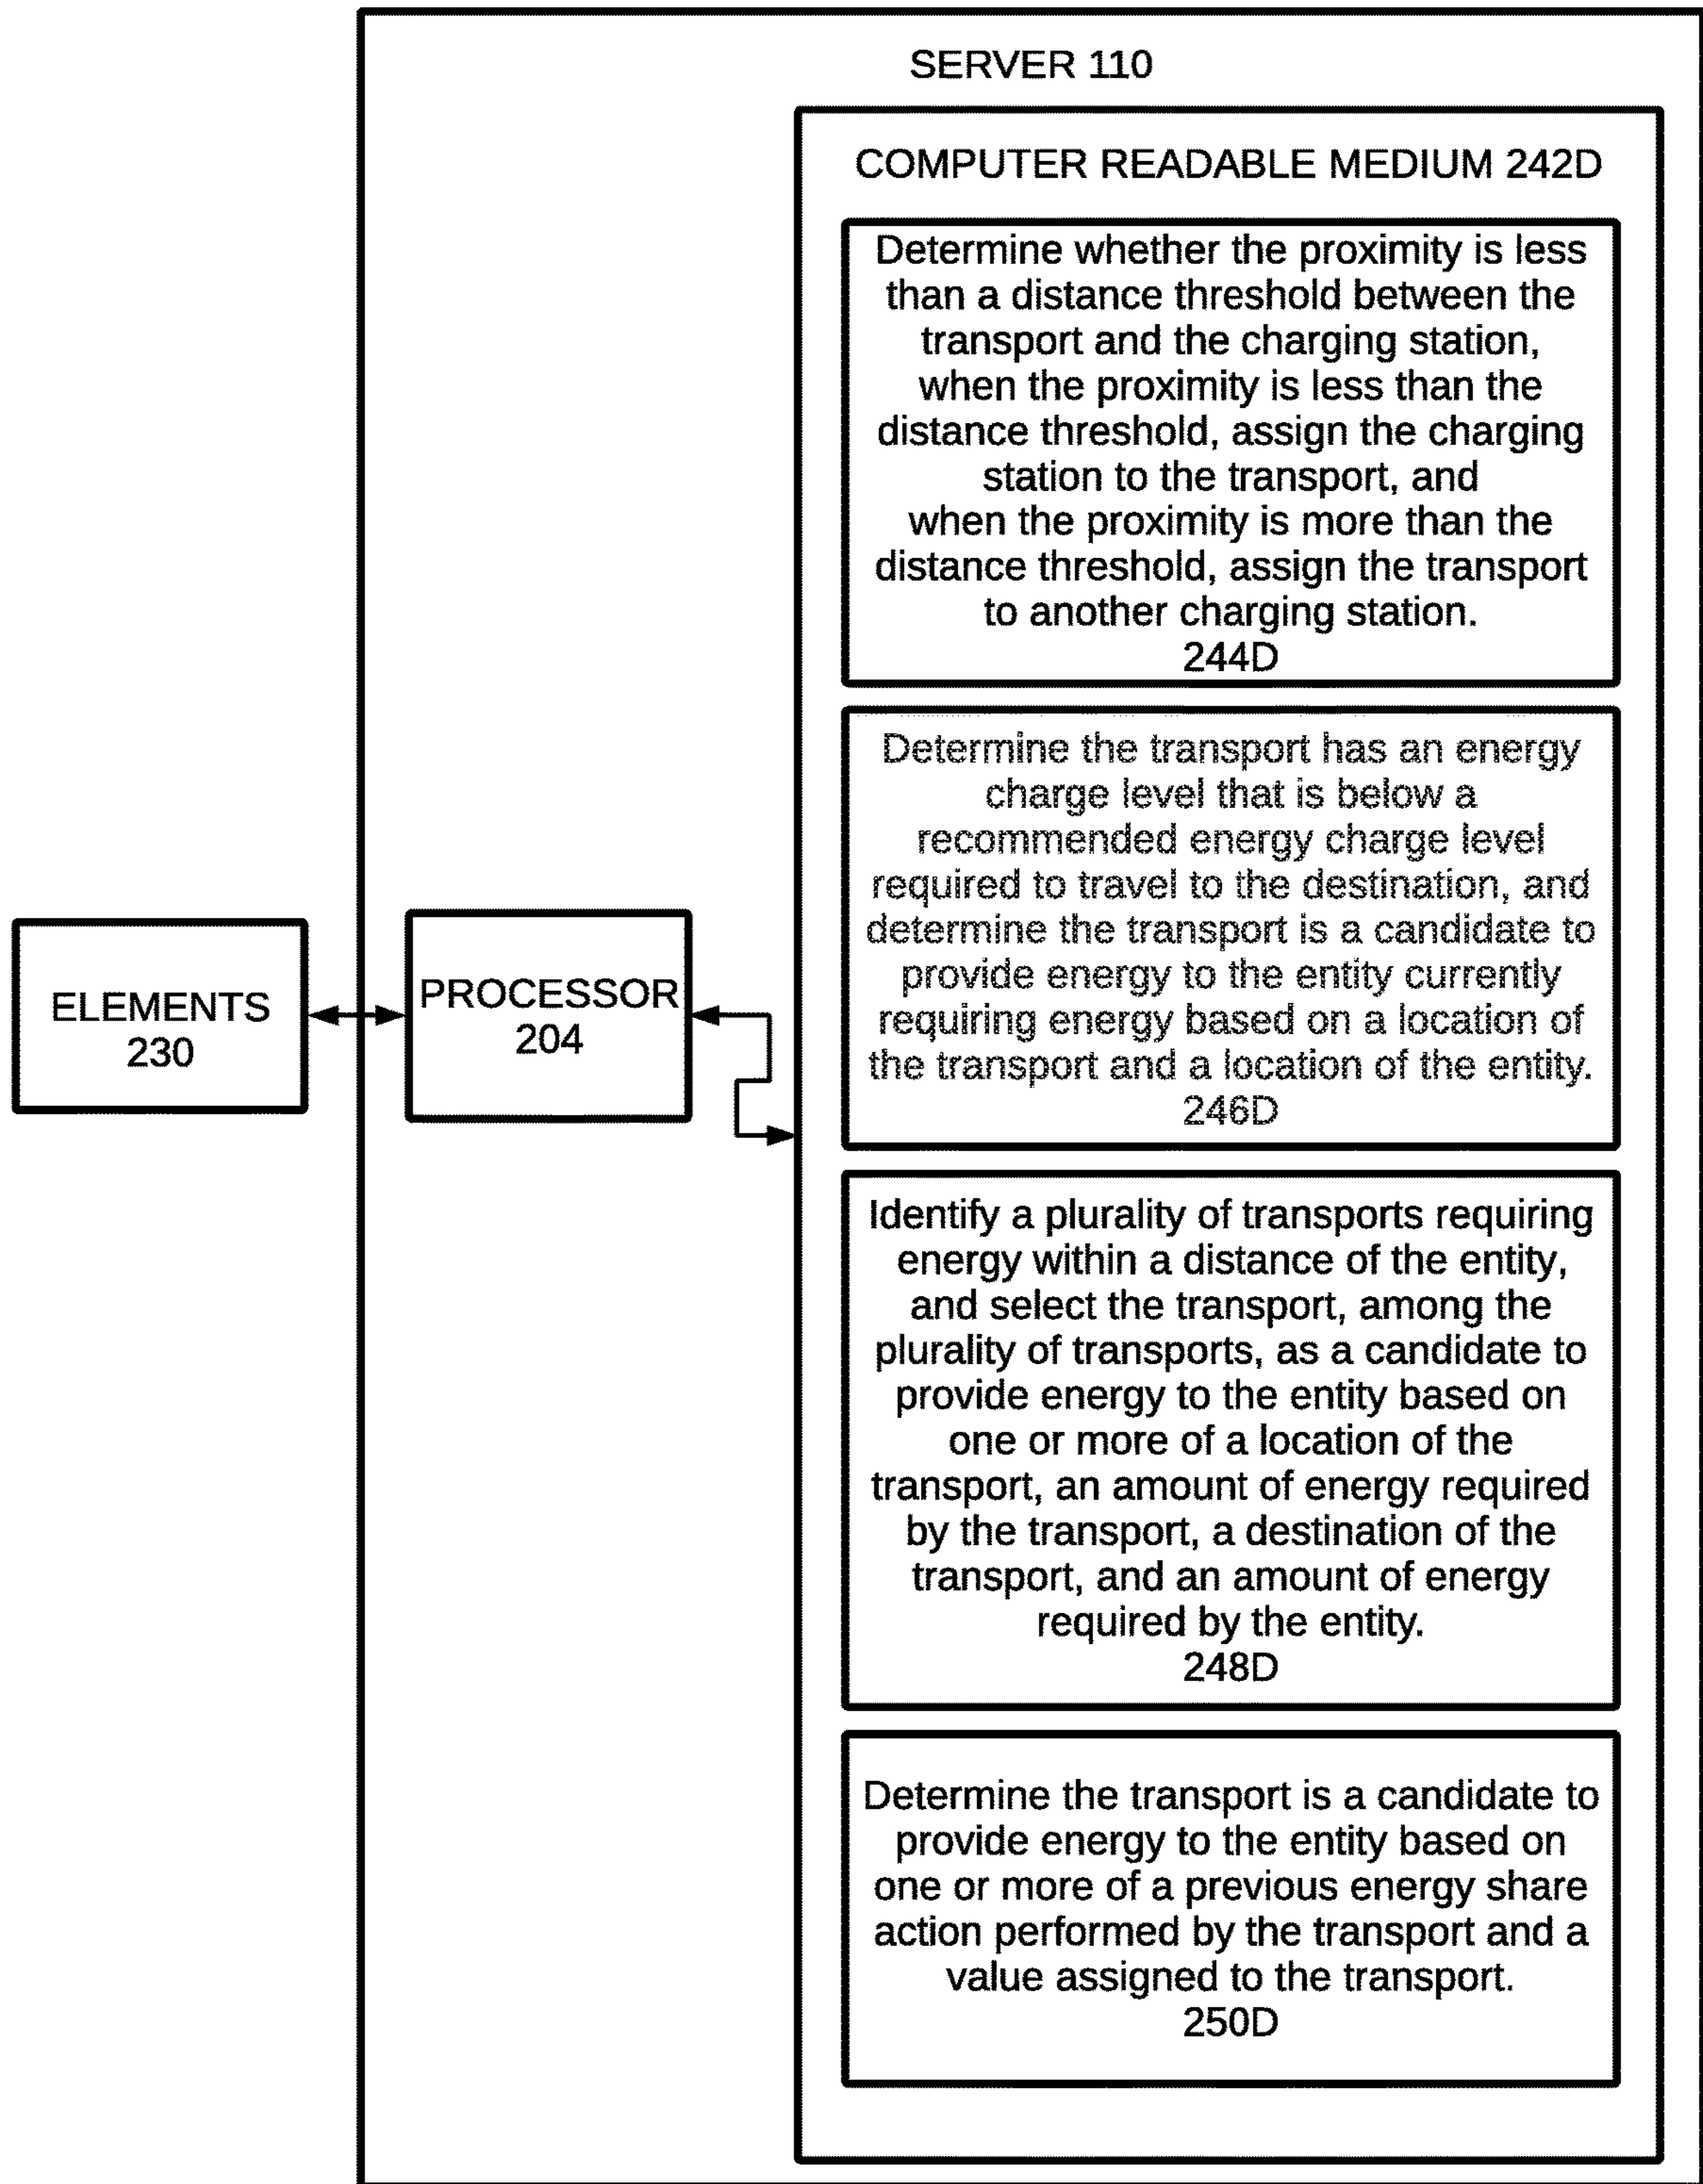 SERVER 110
COMPUTER READABLE MEDIUM 242D
Determine whether the proximity is less
than a distance threshold between the
transport and the charging station,
when the proximity is less than the
distance threshold, assign the charging
station to the transport, and
when the proximity is more than the
distance threshold, assign the transport
to another charging station.
244D
Determine the transport has an energy
charge level that is below a
recommended energy charge level
required to travel to the destination, and
determine the transport is a candidate to
provide energy to the entity currently
requiring energy based on a location of
the transport and a location of the entity.
246D
ELEMENTS
230
PROCESSOR
204
Identify a plurality of transports requiring
energy within a distance of the entity,
and select the transport, among the
plurality of transports, as a candidate to
provide energy to the entity based on
one or more of a location of the
transport, an amount of energy required
by the transport, a destination of the
transport, and an amount of energy
required by the entity.
248D
Determine the transport is a candidate to
provide energy to the entity based on
one or more of a previous energy share
action performed by the transport and a
value assigned to the transport.
250D